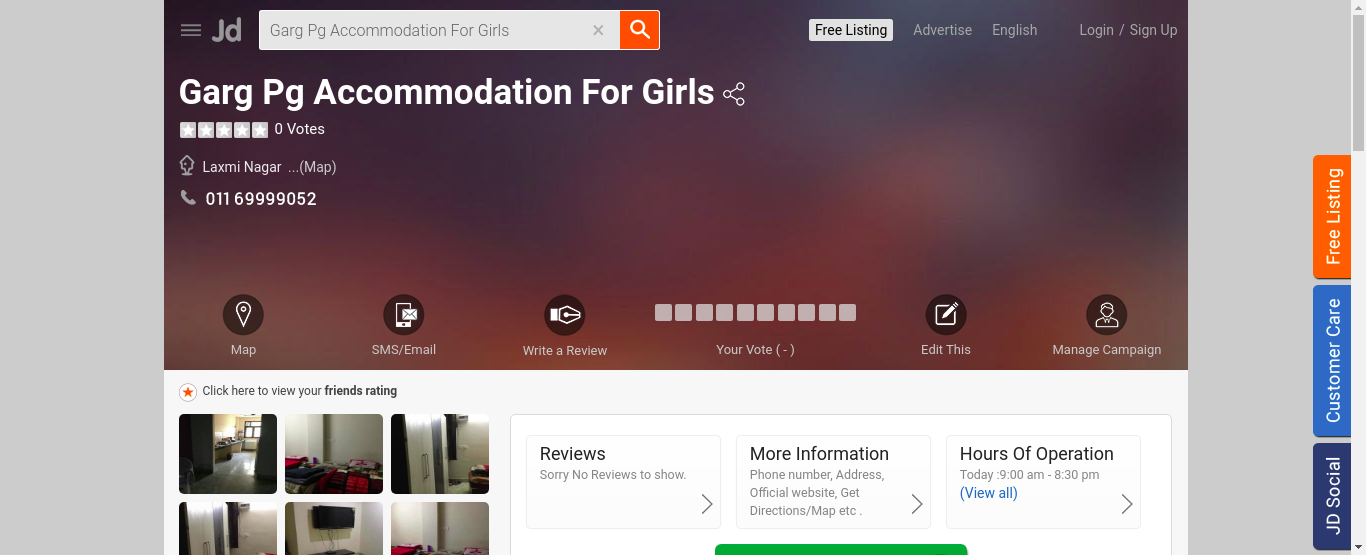 Jd
Garg Pg Accommodation For Girls ×
Free Listing
Advertise
English
Login / Sign Up
Garg Pg Accommodation For Girls
0 Votes
Laxmi Nagar ...(Map)
011 69999052
Map
SMS/Email
Write a Review
Your Vote ( - )
Edit This
Manage Campaign
Click here to view your friends rating
Reviews
Sorry No Reviews to show.
More Information
Phone number, Address,
Official website, Get
Directions/Map etc .
Hours Of Operation
Today :9:00 am - 8:30 pm
(View all)
Free Listing
Customer Care
JD Social